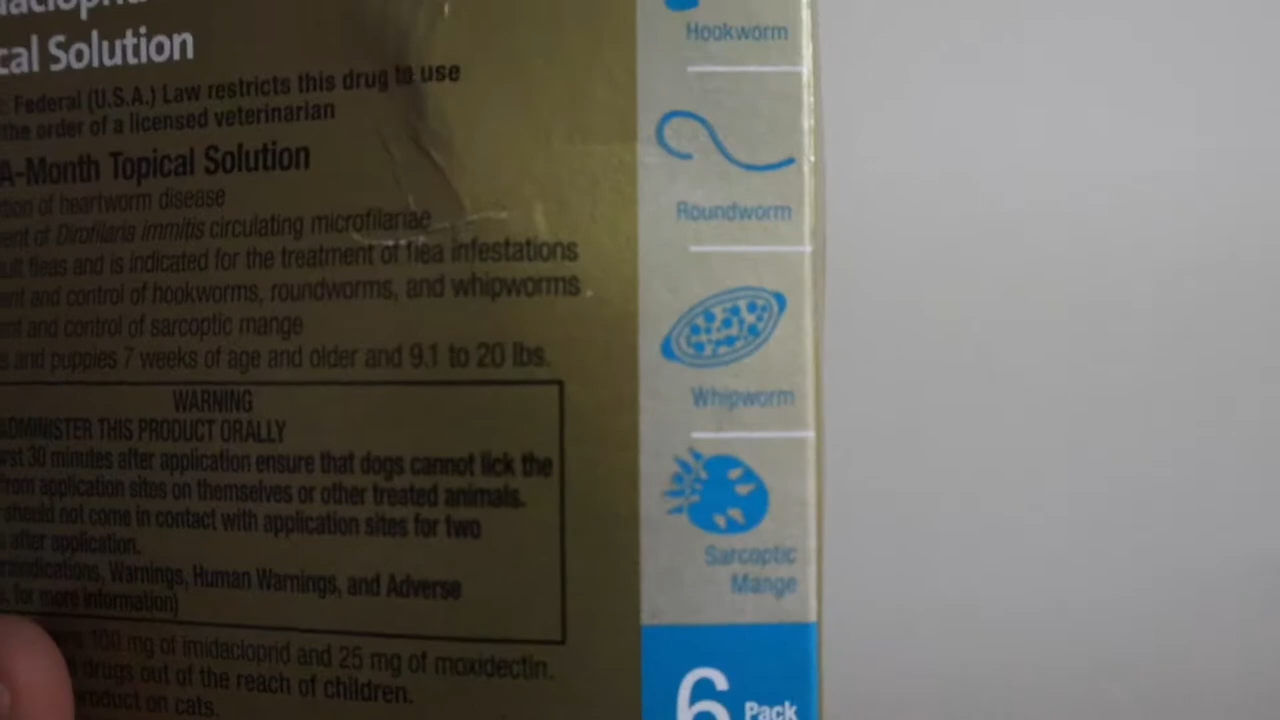 cal Solution
Federal (U.S.A.) Law restricts this drug to use
the order of a licensed veterinarian
A-Month Topical Solution
of heartworm disease
of Dirofilaria immitis circulating microfilariae
fleas and is indicated for the treatment of flea infestations
and control of hookworms, roundworms, and whipworms
and control of sarcoptic mange
and puppies 7 weeks of age and older and 9.1 to 20 lbs.
WARNING
ADMINISTER THIS PRODUCT ORALLY
30 minutes after application ensure that dogs cannot lick the
from application sites on themselves or other treated animals.
should not come in contact with application sites for two
after application.
Warnings, Human Warnings, and Adverse
for more information)
100 mg of imidacloprid and 25 mg of moxidectin.
drugs out of the reach of children.
product on cats.
Hookworm
Roundworm
Whipworm
Sarcoptic
Mange
6 Pack